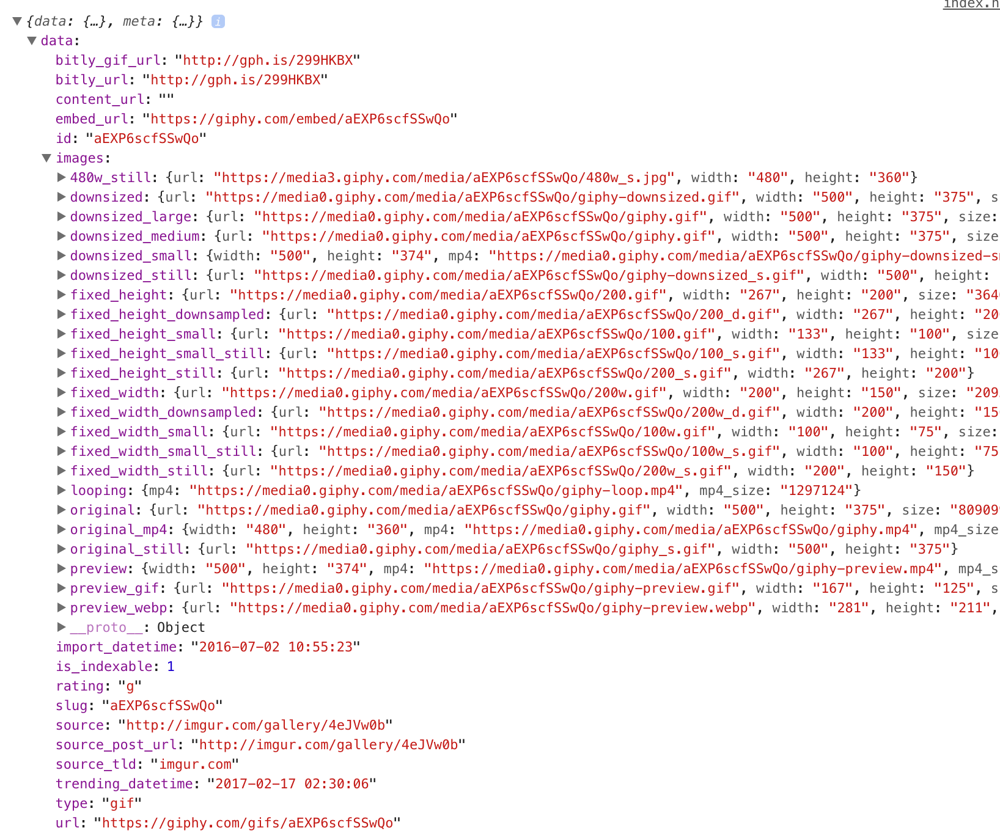 index.h
{data: {…}, meta: {…}} i
data:
bitly_gif_url: "http://gph.is/299HKBX"
bitly_url: "http://gph.is/299HKBX"
content_url: ""
embed_url: "https://giphy.com/embed/aEXP6scfSSwQo"
id: "aEXP6scfSSwQo"
images:
480w_still: {url: "https://media3.giphy.com/media/aEXP6scfSSwQo/480w_s.jpg", width: "480", height: "360"}
downsized: {url: "https://media0.giphy.com/media/aEXP6scfSSwQo/giphy-downsized.gif", width: "500", height: "375", s
downsized_large: {url: "https://media0.giphy.com/media/aEXP6scfSSwQo/giphy.gif", width: "500", height: "375", size:
downsized_medium: {url: "https://media0.giphy.com/media/aEXP6scfSSwQo/giphy.gif", width: "500", height: "375", size
downsized_small: {width: "500", height: "374", mp4: "https://media0.giphy.com/media/aEXP6scfSSwQo/giphy-downsized-s
downsized_still: {url: "https://media0.giphy.com/media/aEXP6scfSSwQo/giphy-downsized_s.gif", width: "500", height:
fixed_height: {url: "https://media0.giphy.com/media/aEXP6scfSSwQo/200.gif", width: "267", height: "200", size: "364
fixed_height_downsampled: {url: "https://media0.giphy.com/media/aEXP6scfSSwQo/200_d.gif", width: "267", height: "20
fixed_height_small: {url: "https://media0.giphy.com/media/aEXP6scfSSwQo/100.gif", width: "133", height: "100", size
fixed_height_small_still: {url: "https://media0.giphy.com/media/aEXP6scfSSwQo/100_s.gif", width: "133", height: "10
fixed_height_still: {url: "https://media0.giphy.com/media/aEXP6scfSSwQo/200_s.gif", width: "267", height: "200"}
fixed_width: {url: "https://media0.giphy.com/media/aEXP6scfSSwQo/200w.gif", width: "200", height: "150", size: "209
fixed_width_downsampled: {url: "https://media0.giphy.com/media/aEXP6scfSSwQo/200w_d.gif", width: "200", height: "15
fixed_width_small: {url: "https://media0.giphy.com/media/aEXP6scfSSwQo/100w.gif", width: "100", height: "75", size:
fixed_width_small_still: {url: "https://media0.giphy.com/media/aEXP6scfSSwQo/100w_s.gif", width: "100", height: "75
fixed_width_still: {url: "https://media0.giphy.com/media/aEXP6scfSSwQo/200w_s.gif", width: "200", height: "150"}
looping: {mp4: "https://media0.giphy.com/media/aEXP6scfSSwQo/giphy-loop.mp4", mp4_size: "1297124"}
original: {url: "https://media0.giphy.com/media/aEXP6scfSSwQo/giphy.gif", width: "500", height: "375", size: "80909
original_mp4: {width: "480", height: "360", mp4: "https://media0.giphy.com/media/aEXP6scfSSwQo/giphy.mp4", mp4_size
original_still: {url: "https://media0.giphy.com/media/aEXP6scfSSwQo/giphy_s.gif", width: "500", height: "375"}
preview: {width: "500", height: "374", mp4: "https://media0.giphy.com/media/aEXP6scfSSwQo/giphy-preview.mp4", mp4_s
preview_gif: {url: "https://media0.giphy.com/media/aEXP6scfSSwQo/giphy-preview.gif", width: "167", height: "125", s
preview_webp: {url: "https://media0.giphy.com/media/aEXP6scfSSwQo/giphy-preview.webp", width: "281", height: "211",
__proto__: Object
import_datetime: "2016-07-02 10:55:23"
is_indexable: 1
rating: "g"
slug: "aEXP6scfSSwQo"
source: "http://imgur.com/gallery/4eJVw0b"
source_post_url: "http://imgur.com/gallery/4eJVw0b"
source_tld: "imgur.com"
trending_datetime: "2017-02-17 02:30:06"
type: "gif"
url: "https://giphy.com/gifs/aEXP6scfSSwQo"